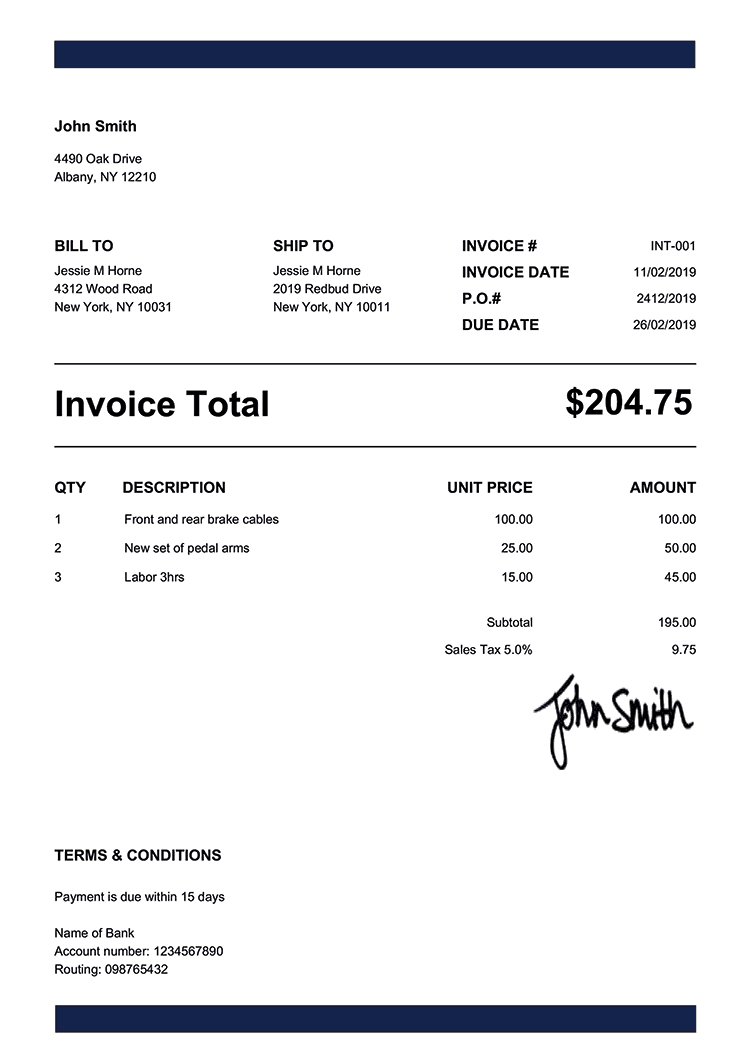 John Smith
4490 Oak Drive
Albany, NY 12210
BILL TO
Jessie M Horne
4312 Wood Road
New York, NY 10031
SHIP TO
Jessie M Horne
2019 Redbud Drive
New York, NY 10011
INVOICE # INT-001
INVOICE DATE 11/02/2019
P.O.# 2412/2019
DUE DATE 26/02/2019
Invoice Total $204.75
QTY DESCRIPTION UNIT PRICE AMOUNT
1 Front and rear brake cables 100.00 100.00
2 New set of pedal arms 25.00 50.00
3 Labor 3hrs 15.00 45.00
Subtotal 195.00
Sales Tax 5.0% 9.75
John Smith
TERMS & CONDITIONS
Payment is due within 15 days
Name of Bank
Account number: 1234567890
Routing: 098765432